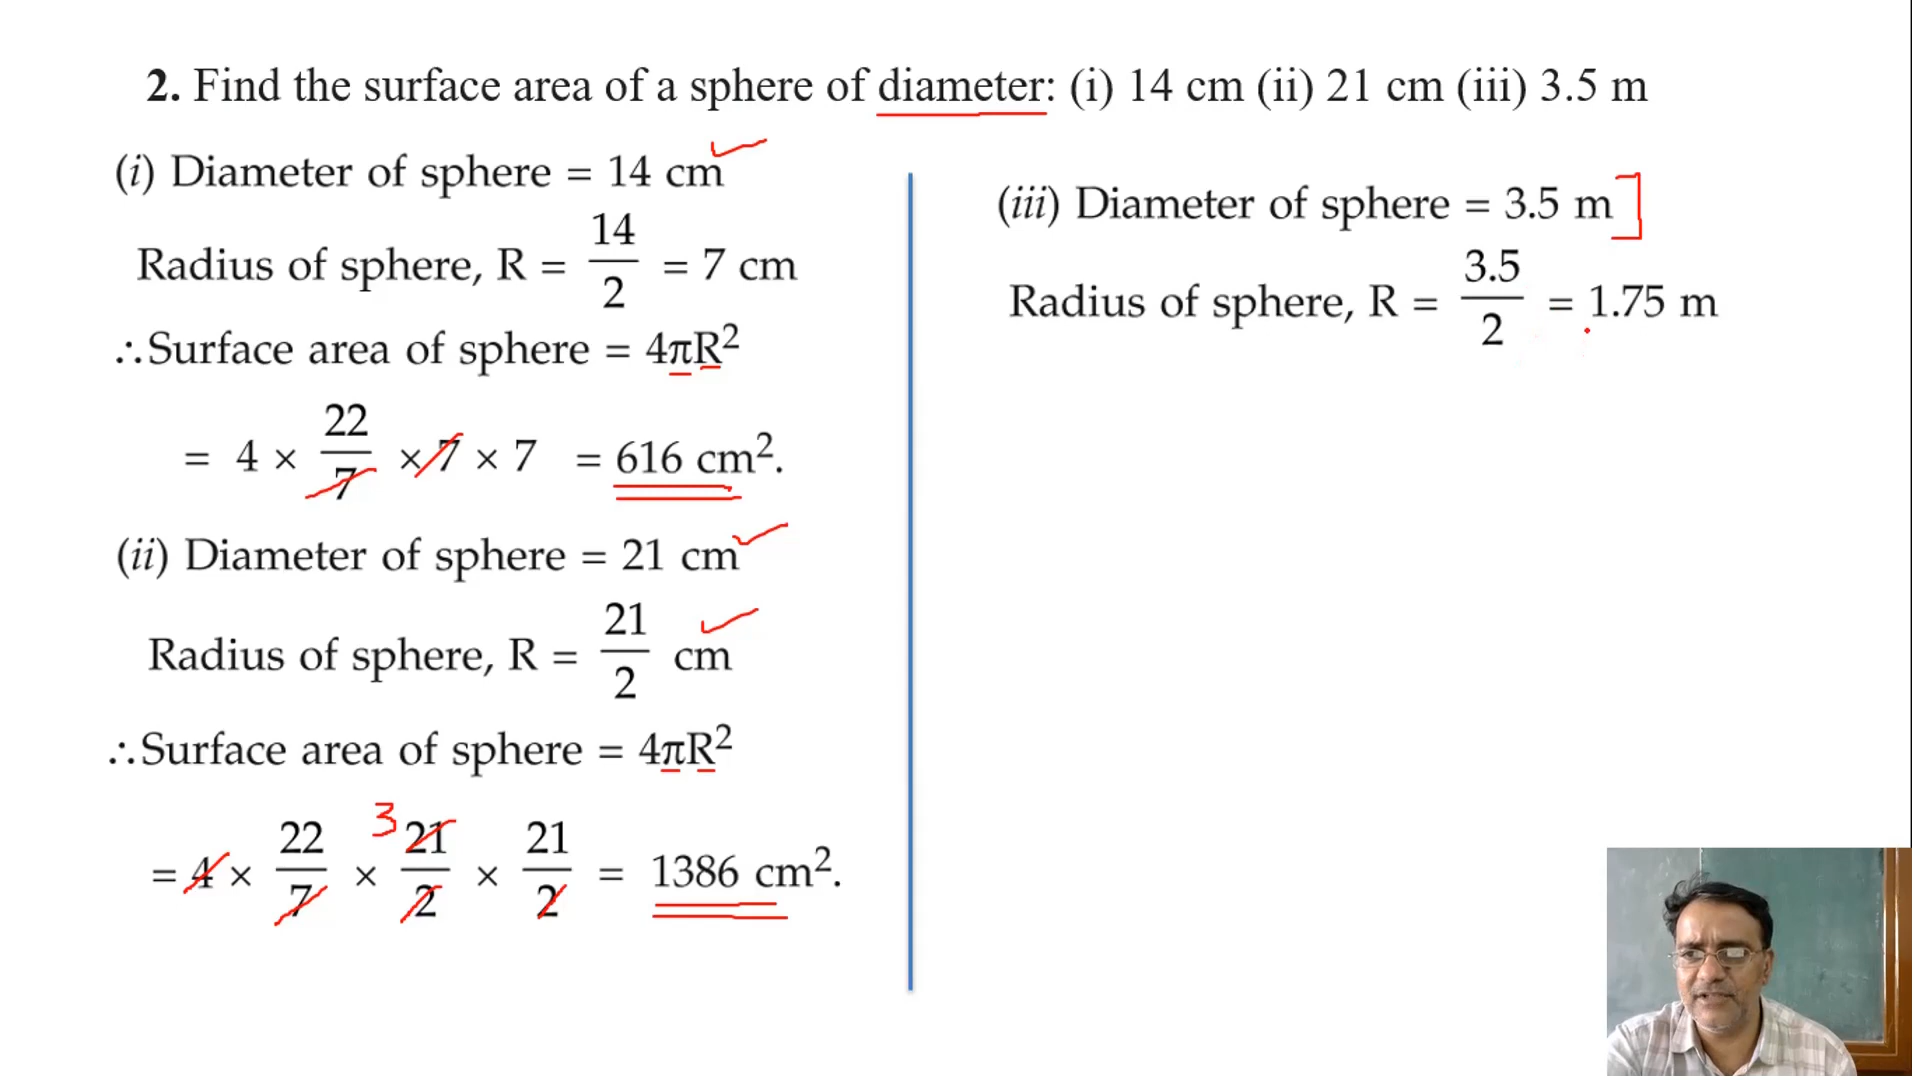 2. Find the surface area of a sphere of diameter: (i) 14 cm (ii) 21 cm (iii) 3.5 m
(i) Diameter of sphere = 14 cm
Radius of sphere, R = 14/2 = 7 cm
∴Surface area of sphere = 4πR²
= 4 × 22/7 × 7 × 7 = 616 cm².
(ii) Diameter of sphere = 21 cm
Radius of sphere, R = 21/2 cm
∴Surface area of sphere = 4πR²
3
= 4 × 22/7 × 21/2 × 21/2 = 1386 cm².
(iii) Diameter of sphere = 3.5 m
Radius of sphere, R = 3.5/2 = 1.75 m